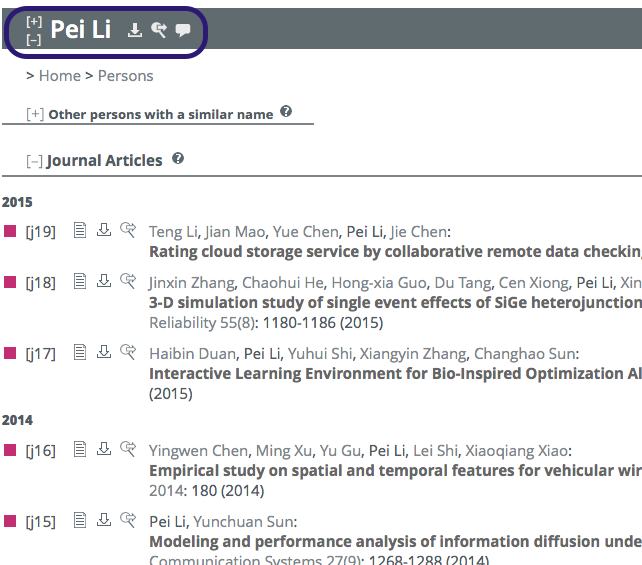 [+]
[–] Pei Li
> Home > Persons
[+] Other persons with a similar name ?
[–] Journal Articles ?
2015
[j19] Teng Li, Jian Mao, Yue Chen, Pei Li, Jie Chen:
Rating cloud storage service by collaborative remote data checkin
[j18] Jinxin Zhang, Chaohui He, Hong-xia Guo, Du Tang, Cen Xiong, Pei Li, Xin
3-D simulation study of single event effects of SiGe heterojunction
Reliability 55(8): 1180-1186 (2015)
[j17] Haibin Duan, Pei Li, Yuhui Shi, Xiangyin Zhang, Changhao Sun:
Interactive Learning Environment for Bio-Inspired Optimization Al
(2015)
2014
[j16] Yingwen Chen, Ming Xu, Yu Gu, Pei Li, Lei Shi, Xiaoqiang Xiao:
Empirical study on spatial and temporal features for vehicular wir
2014: 180 (2014)
[j15] Pei Li, Yunchuan Sun:
Modeling and performance analysis of information diffusion unde
Communication Systems 27(9): 1268-1288 (2014)